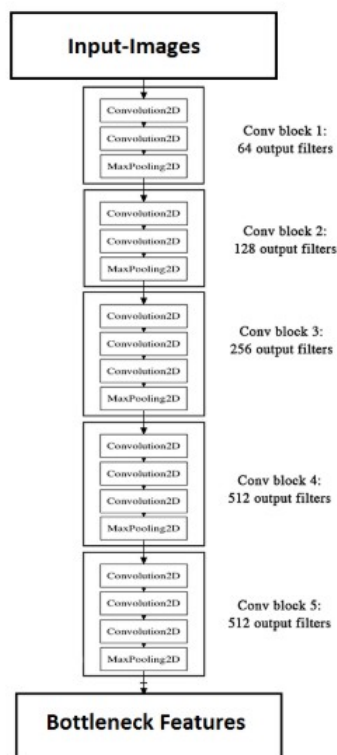 Input-Images
Convolution2D
Convolution2D
MaxPooling2D
Conv block 1:
64 output filters
Convolution2D
Convolution2D
MaxPooling2D
Conv block 2:
128 output filters
Convolution2D
Convolution2D
Convolution2D
MaxPooling2D
Conv block 3:
256 output filters
Convolution2D
Convolution2D
Convolution2D
MaxPooling2D
Conv block 4:
512 output filters
Convolution2D
Convolution2D
Convolution2D
MaxPooling2D
Conv block 5:
512 output filters
Bottleneck Features